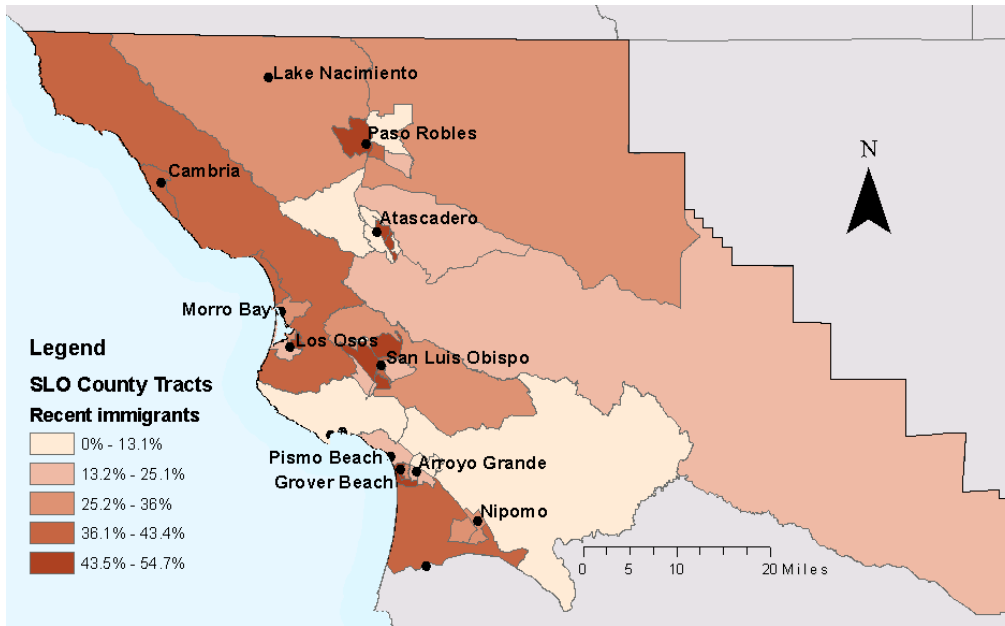 Lake Nacimiento
Paso Robles
N
Cambria
Atascadero
Morro Bay
Los Osos
San Luis Obispo
Legend
SLO County Tracts
Recent immigrants
0% - 13.1%
13.2% - 25.1%
25.2% - 36%
36.1% - 43.4%
43.5% - 54.7%
Pismo Beach
Arroyo Grande
Grover Beach
Nipomo
0 5 10 20 Miles